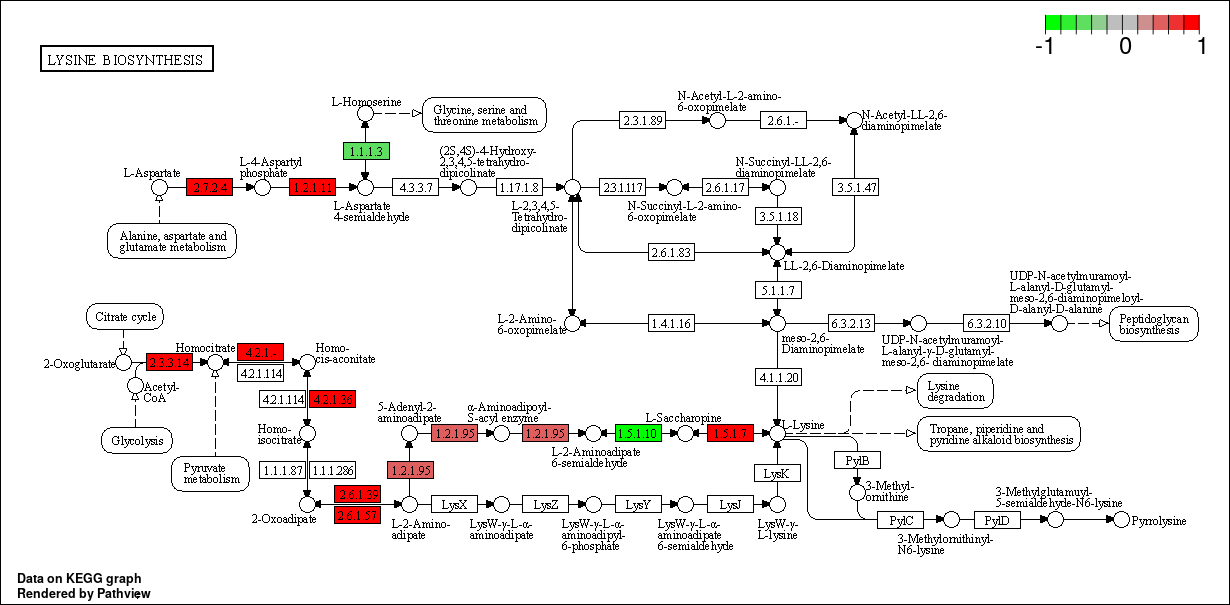 -1 0 1
LYSINE BIOSYNTHESIS
L-Homoserine
Glycine, serine and
threonine metabolism
N-Acetyl-L-2-amino-
6-oxopimelate
2.3.1.89
2.6.1.-
N-Acetyl-LL-2,6-
diaminopimelate
1.1.1.3
L-Aspartate
L-4-Aspartyl
phosphate
(2S,4S)-4-Hydroxy-
2,3,4,5-tetrahydro-
dipicolinate
N-Succinyl-LL-2,6-
diaminopimelate
2.7.2.4
1.2.1.11
4.3.3.7
1.17.1.8
2.3.1.117
2.6.1.17
3.5.1.47
L-Aspartate
4-semialdehyde
L-2,3,4,5-
Tetrahydro-
dipicolinate
N-Succinyl-L-2-amino-
6-oxopimelate
3.5.1.18
Alanine, aspartate and
glutamate metabolism
2.6.1.83
LL-2,6-Diaminopimelate
5.1.1.7
UDP-N-acetylmuramoyl-
L-alanyl-D-glutamyl-
meso-2,6-diaminopimeloyl-
D-alanyl-D-alanine
Citrate cycle
L-2-Amino-
6-oxopimelate
1.4.1.16
6.3.2.13
6.3.2.10
Peptidoglycan
biosynthesis
meso-2,6-
Diaminopimelate
UDP-N-acetylmuramoyl-
L-alanyl-γ-D-glutamyl-
meso-2,6- diaminopimelate
2-Oxoglutarate
2.3.3.14
Homocitrate
4.2.1.-
4.2.1.114
Homo-
cis-aconitate
Acetyl-
CoA
4.1.1.20
Lysine
degradation
4.2.1.114
4.2.1.36
5-Adenyl-2-
aminoadipate
α-Aminoadipoyl-
S-acyl enzyme
L-Saccharopine
L-Lysine
Glycolysis
Homo-
isocitrate
1.2.1.95
1.2.1.95
1.5.1.10
1.5.1.7
Tropane, piperidine and
pyridine alkaloid biosynthesis
L-2-Aminoadipate
6-semialdehyde
Pyruvate
metabolism
1.1.1.87
1.1.1.286
1.2.1.95
LysK
PylB
3-Methyl-
ornithine
2-Oxoadipate
2.6.1.39
2.6.1.57
L-2-Amino-
adipate
LysX
LysZ
LysY
LysJ
LysW-γ-L-α-
aminoadipate
LysW-γ-L-α-
aminoadipyl-
6-phosphate
LysW-γ-L-α-
aminoadipate
6-semialdehyde
LysW-γ-
L-lysine
PylC
PylD
3-Methylglutamuyl-
5-semialdehyde-N6-lysine
Pyrrolysine
3-Methylornithinyl-
N6-lysine
Data on KEGG graph
Rendered by Pathview